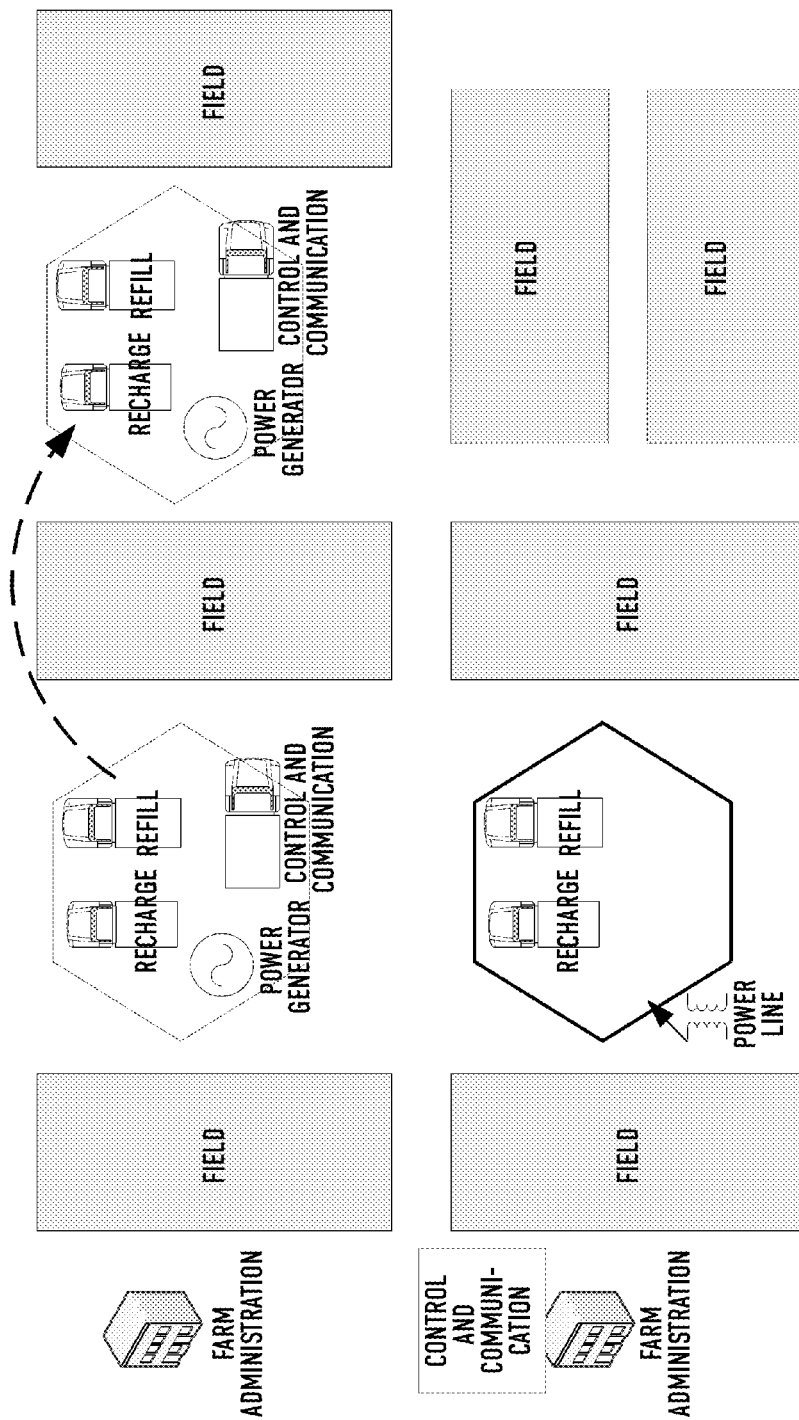 FARM
ADMINISTRATION
FIELD
RECHARGE
REFILL
POWER
GENERATOR
CONTROL AND
COMMUNICATION
FIELD
RECHARGE
REFILL
POWER
GENERATOR
CONTROL AND
COMMUNICATION
FIELD
CONTROL
AND
COMMUNI-
CATION
FARM
ADMINISTRATION
FIELD
RECHARGE
REFILL
POWER
LINE
FIELD
FIELD
FIELD